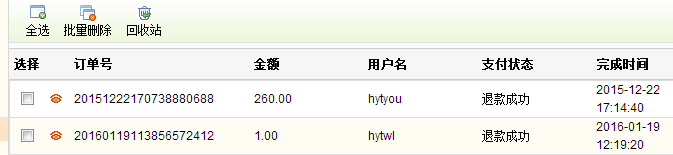 全选 批量删除 回收站
选择 订单号 金额 用户名 支付状态 完成时间
20151222170738880688 260.00 hytyou 退款成功 2015-12-22
17:14:40
20160119113856572412 1.00 hytwl 退款成功 2016-01-19
12:19:20